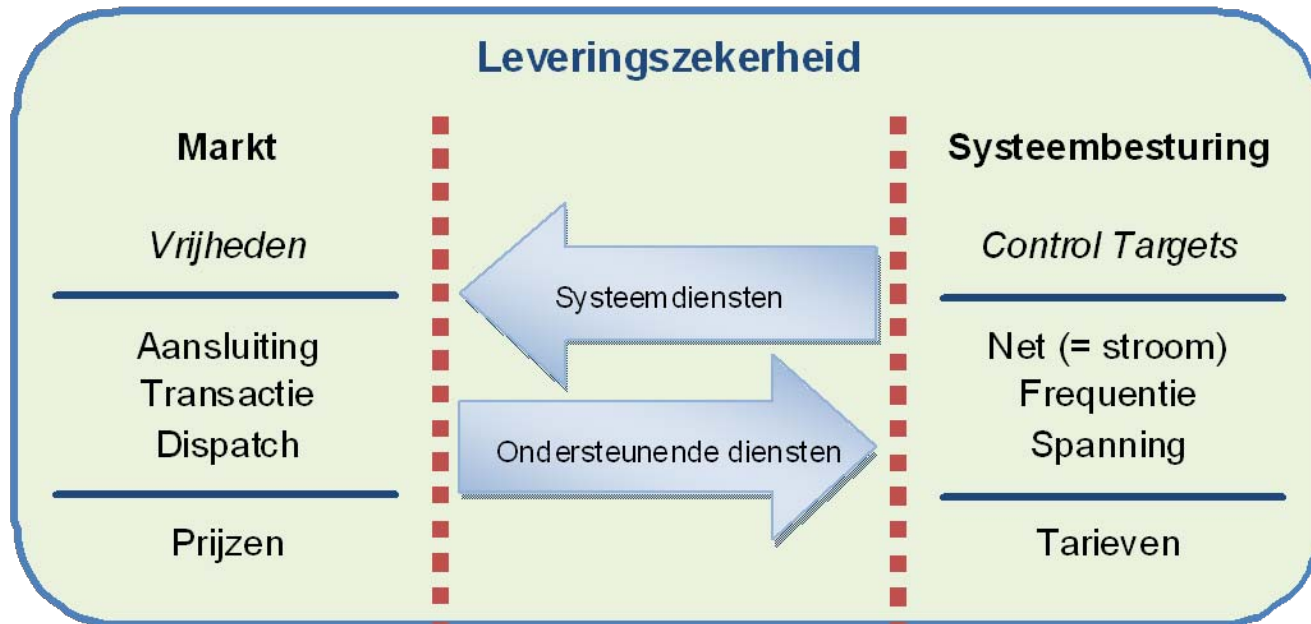 Leveringszekerheid
Markt
Vrijheden
Aansluiting
Transactie
Dispatch
Prijzen
Systeemdiensten
Ondersteunende diensten
Systeembesturing
Control Targets
Net (= stroom)
Frequentie
Spanning
Tarieven